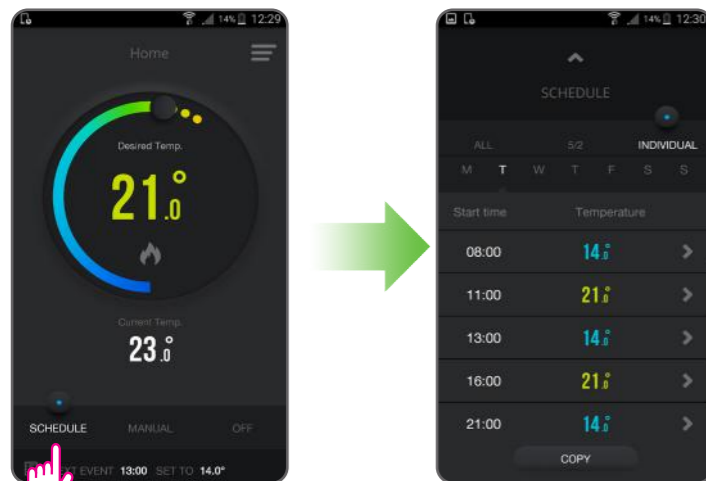 14% 12:29
Home
Desired Temp.
21.0°
Current Temp.
23.0°
SCHEDULE MANUAL OFF
EVENT 13:00 SET TO 14.0°
14% 12:30
SCHEDULE
ALL 5/2 INDIVIDUAL
M T W T F S S
Start time Temperature
08:00 14.0°
11:00 21.0°
13:00 14.0°
16:00 21.0°
21:00 14.0°
COPY